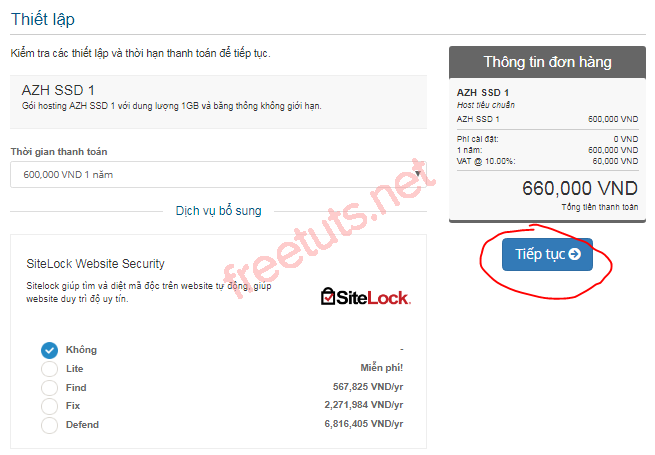 Thiết lập
Kiểm tra các thiết lập và thời hạn thanh toán để tiếp tục.
AZH SSD 1
Gói hosting AZH SSD 1 với dung lượng 1GB và băng thông không giới hạn.
Thời gian thanh toán
600,000 VND 1 năm
Dịch vụ bổ sung
SiteLock Website Security
Sitelock giúp tìm và diệt mã độc trên website tự động, giúp
website duy trì độ uy tín.
SiteLock
Không -
Lite Miễn phí!
Find 567,825 VND/yr
Fix 2,271,984 VND/yr
Defend 6,816,405 VND/yr
Thông tin đơn hàng
AZH SSD 1
Host tiêu chuẩn
AZH SSD 1 600,000 VND
Phí cài đặt: 0 VND
1 năm: 600,000 VND
VAT @ 10.00%: 60,000 VND
660,000 VND
Tổng tiền thanh toán
Tiếp tục
freetuts.net